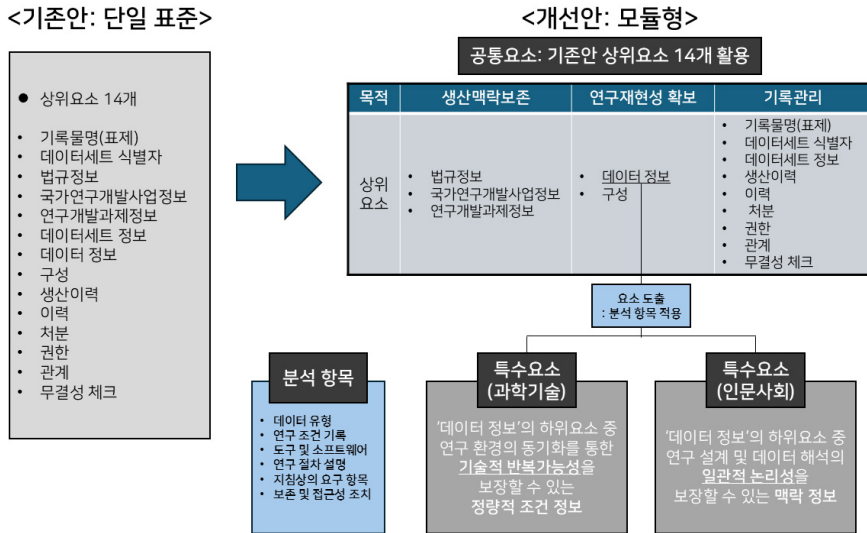 <기존안: 단일 표준>
● 상위요소 14개
• 기록물명(표제)
• 데이터세트 식별자
• 법규정보
• 국가연구개발사업정보
• 연구개발과제정보
• 데이터세트 정보
• 데이터 정보
• 구성
• 생산이력
• 이력
• 처분
• 권한
• 관계
• 무결성 체크
<개선안: 모듈형>
공통요소: 기존안 상위요소 14개 활용
목적
생산맥락보존
연구재현성 확보
기록관리
상위
요소
• 법규정보
• 국가연구개발사업정보
• 연구개발과제정보
• 데이터 정보
• 구성
• 기록물명(표제)
• 데이터세트 식별자
• 데이터세트 정보
• 생산이력
• 이력
• 처분
• 권한
• 관계
• 무결성 체크
요소 도출
: 분석 항목 적용
분석 항목
• 데이터 유형
• 연구 조건 기록
• 도구 및 소프트웨어
• 연구 절차 설명
• 지침상의 요구 항목
• 보존 및 접근성 조치
특수요소
(과학기술)
‘데이터 정보’의 하위요소 중
연구 환경의 동기화를 통한
기술적 반복가능성을
보장할 수 있는
정량적 조건 정보
특수요소
(인문사회)
‘데이터 정보’의 하위요소 중
연구 설계 및 데이터 해석의
일관적 논리성을
보장할 수 있는 맥락 정보